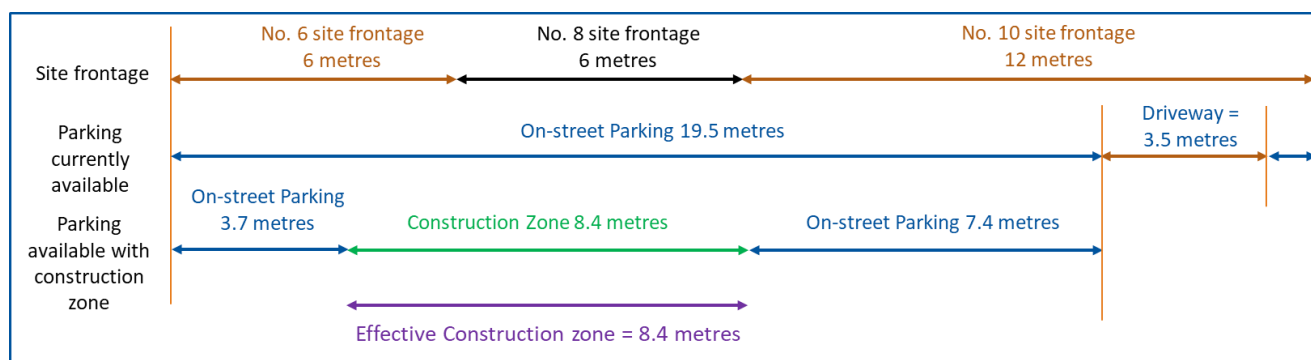 No. 6 site frontage
6 metres
No. 8 site frontage
6 metres
No. 10 site frontage
12 metres
Site frontage
Parking
currently
available
On-street Parking 19.5 metres
Driveway =
3.5 metres
Parking
available with
construction
zone
On-street Parking
3.7 metres
Construction Zone 8.4 metres
On-street Parking 7.4 metres
Effective Construction zone = 8.4 metres